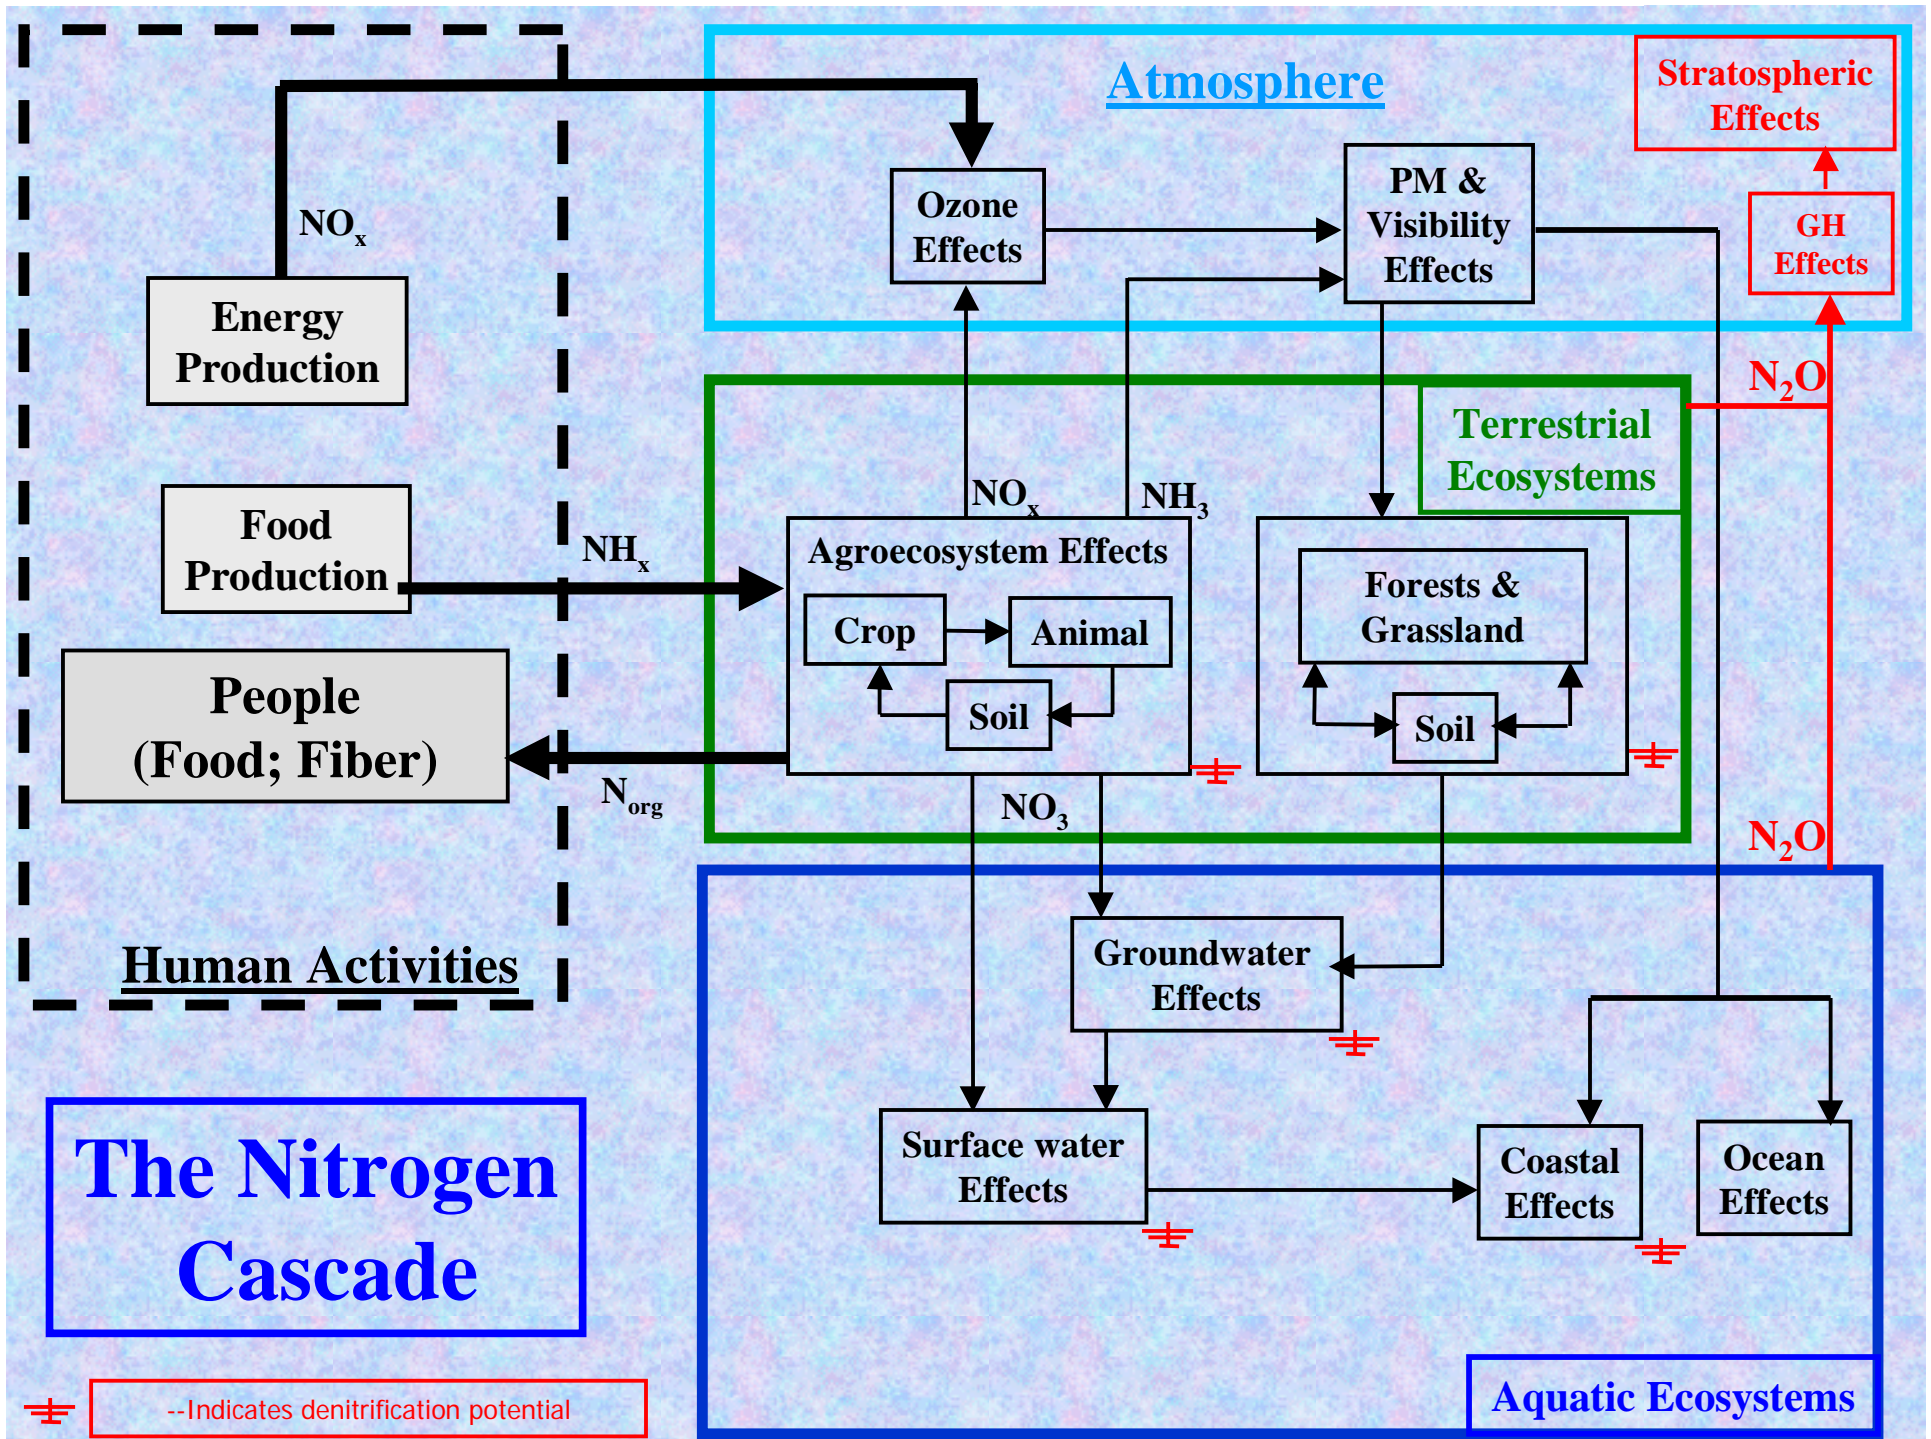 Atmosphere
Stratospheric
Effects
NOₓ
Ozone
Effects
PM &
Visibility
Effects
GH
Effects
Energy
Production
N₂O
Terrestrial
Ecosystems
Food
Production
NHₓ
NOₓ
NH₃
Agroecosystem Effects
Crop
Animal
Soil
Forests &
Grassland
Soil
People
(Food; Fiber)
N_org
NO₃
N₂O
Human Activities
Groundwater
Effects
Surface water
Effects
Coastal
Effects
Ocean
Effects
The Nitrogen
Cascade
Aquatic Ecosystems
--Indicates denitrification potential